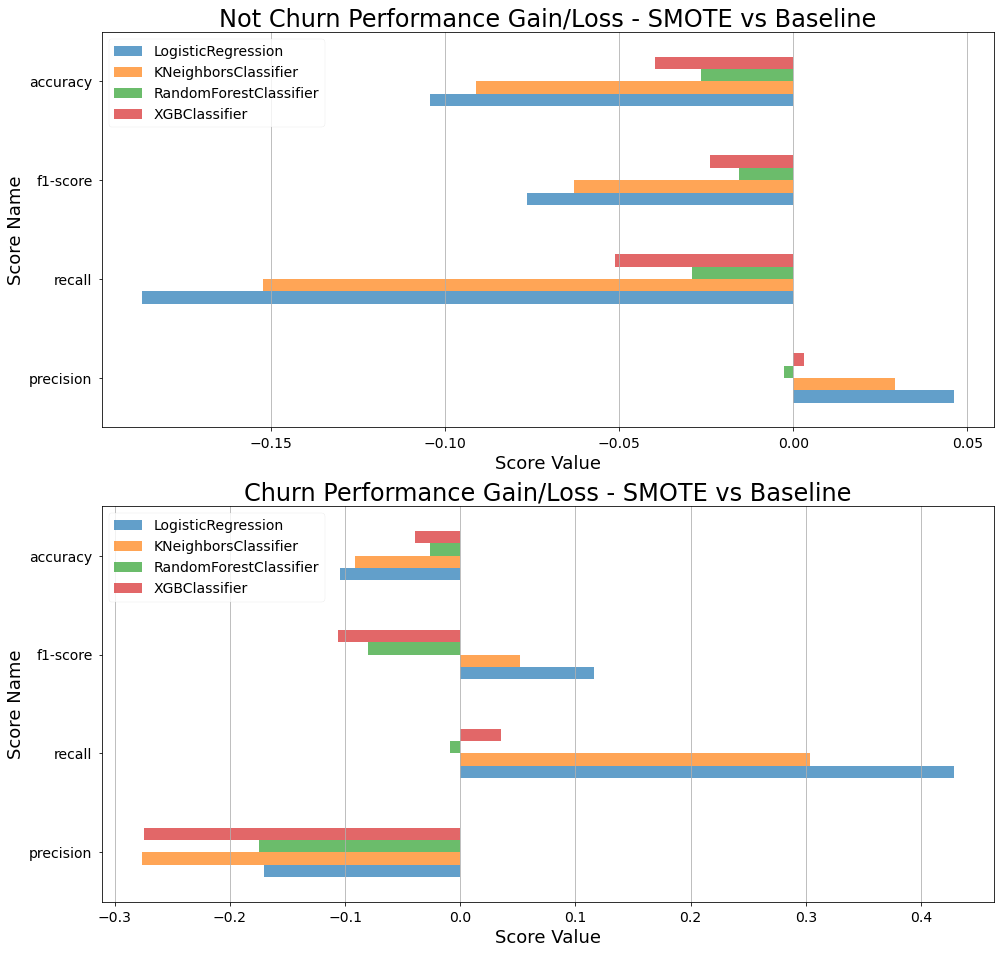 Not Churn Performance Gain/Loss - SMOTE vs Baseline
LogisticRegression
KNeighborsClassifier
RandomForestClassifier
XGBClassifier
Score Name
accuracy
f1-score
recall
precision
−0.15 −0.10 −0.05 0.00 0.05
Score Value
Churn Performance Gain/Loss - SMOTE vs Baseline
LogisticRegression
KNeighborsClassifier
RandomForestClassifier
XGBClassifier
Score Name
accuracy
f1-score
recall
precision
−0.3 −0.2 −0.1 0.0 0.1 0.2 0.3 0.4
Score Value